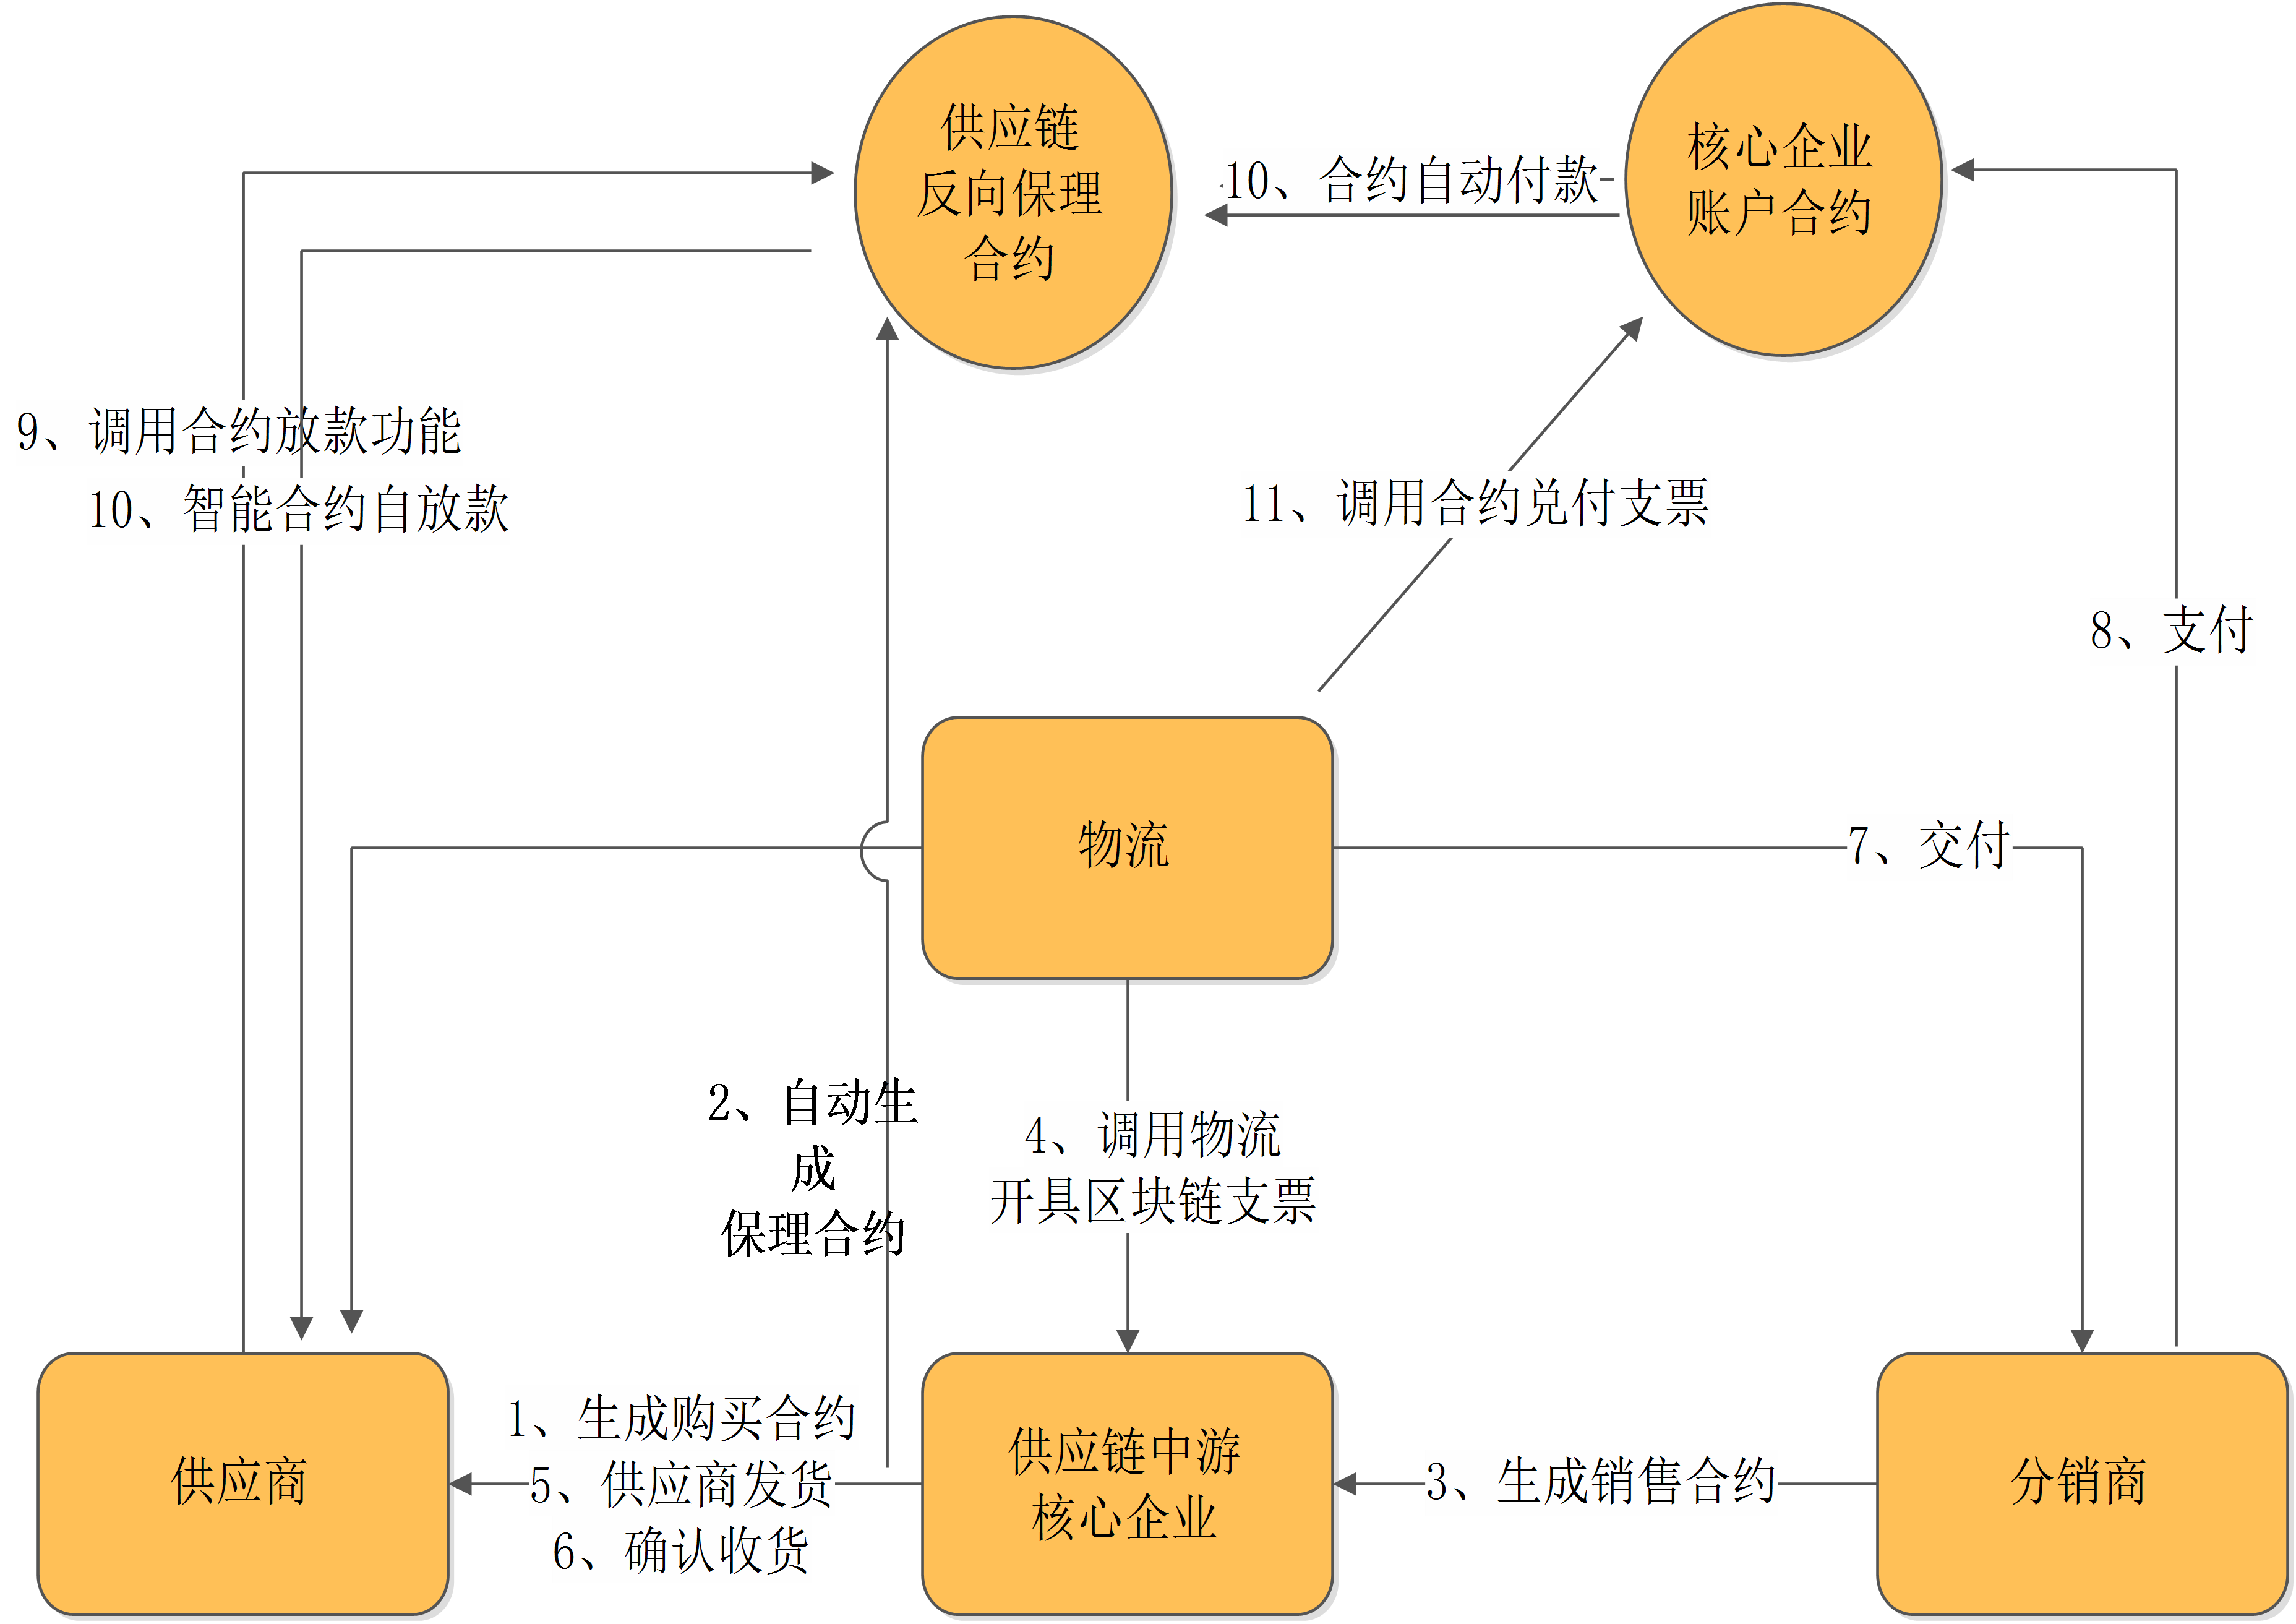 供应链
反向保理
合约
核心企业
账户合约
10、合约自动付款
9、调用合约放款功能
10、智能合约自放款
11、调用合约兑付支票
8、支付
物流
7、交付
2、自动生
成
保理合约
4、调用物流
开具区块链支票
供应商
1、生成购买合约
5、供应商发货
6、确认收货
供应链中游
核心企业
3、生成销售合约
分销商